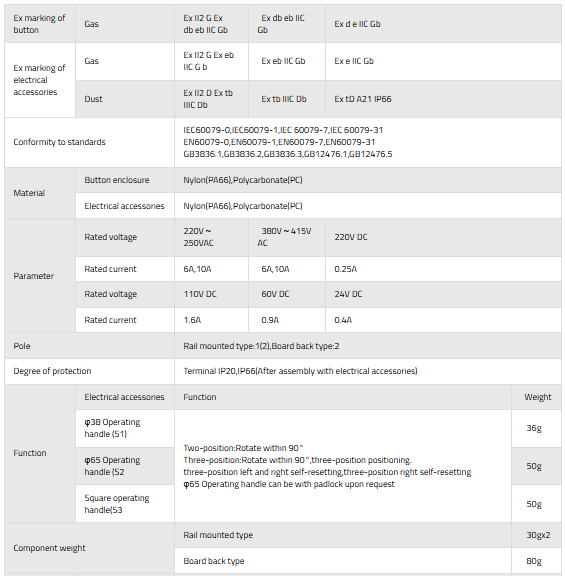 Ex marking of button
Gas
Ex II2 G Ex db eb IIC Gb
Ex db eb IIC Gb
Ex d e IIC Gb
Ex marking of electrical accessories
Gas
Ex II2 G Ex eb IIC G b
Ex eb IIC Gb
Ex e IIC Gb
Dust
Ex II2 D Ex tb IIIC Db
Ex tb IIIC Db
Ex tD A21 IP66
Conformity to standards
IEC60079-0,IEC60079-1,IEC 60079-7,IEC 60079-31
EN60079-0,EN60079-1,EN60079-7,EN60079-31
GB3836.1,GB3836.2,GB3836.3,GB12476.1,GB12476.5
Material
Button enclosure
Nylon(PA66),Polycarbonate(PC)
Electrical accessories
Nylon(PA66),Polycarbonate(PC)
Parameter
Rated voltage
220V~ 250VAC
380V~415V AC
220V DC
Rated current
6A,10A
6A,10A
0.25A
Rated voltage
110V DC
60V DC
24V DC
Rated current
1.6A
0.9A
0.4A
Pole
Rail mounted type:1(2),Board back type:2
Degree of protection
Terminal IP20,IP66(After assembly with electrical accessories)
Function
Electrical accessories
Function
Weight
φ38 Operating handle (S1)
36g
φ65 Operating handle (S2
50g
Square operating handle(S3
50g
Two-position:Rotate within 90°
Three-position:Rotate within 90°,three-position positioning.
three-position left and right self-resetting,three-position right self-resetting
φ65 Operating handle can be with padlock upon request
Component weight
Rail mounted type
30gx2
Board back type
80g